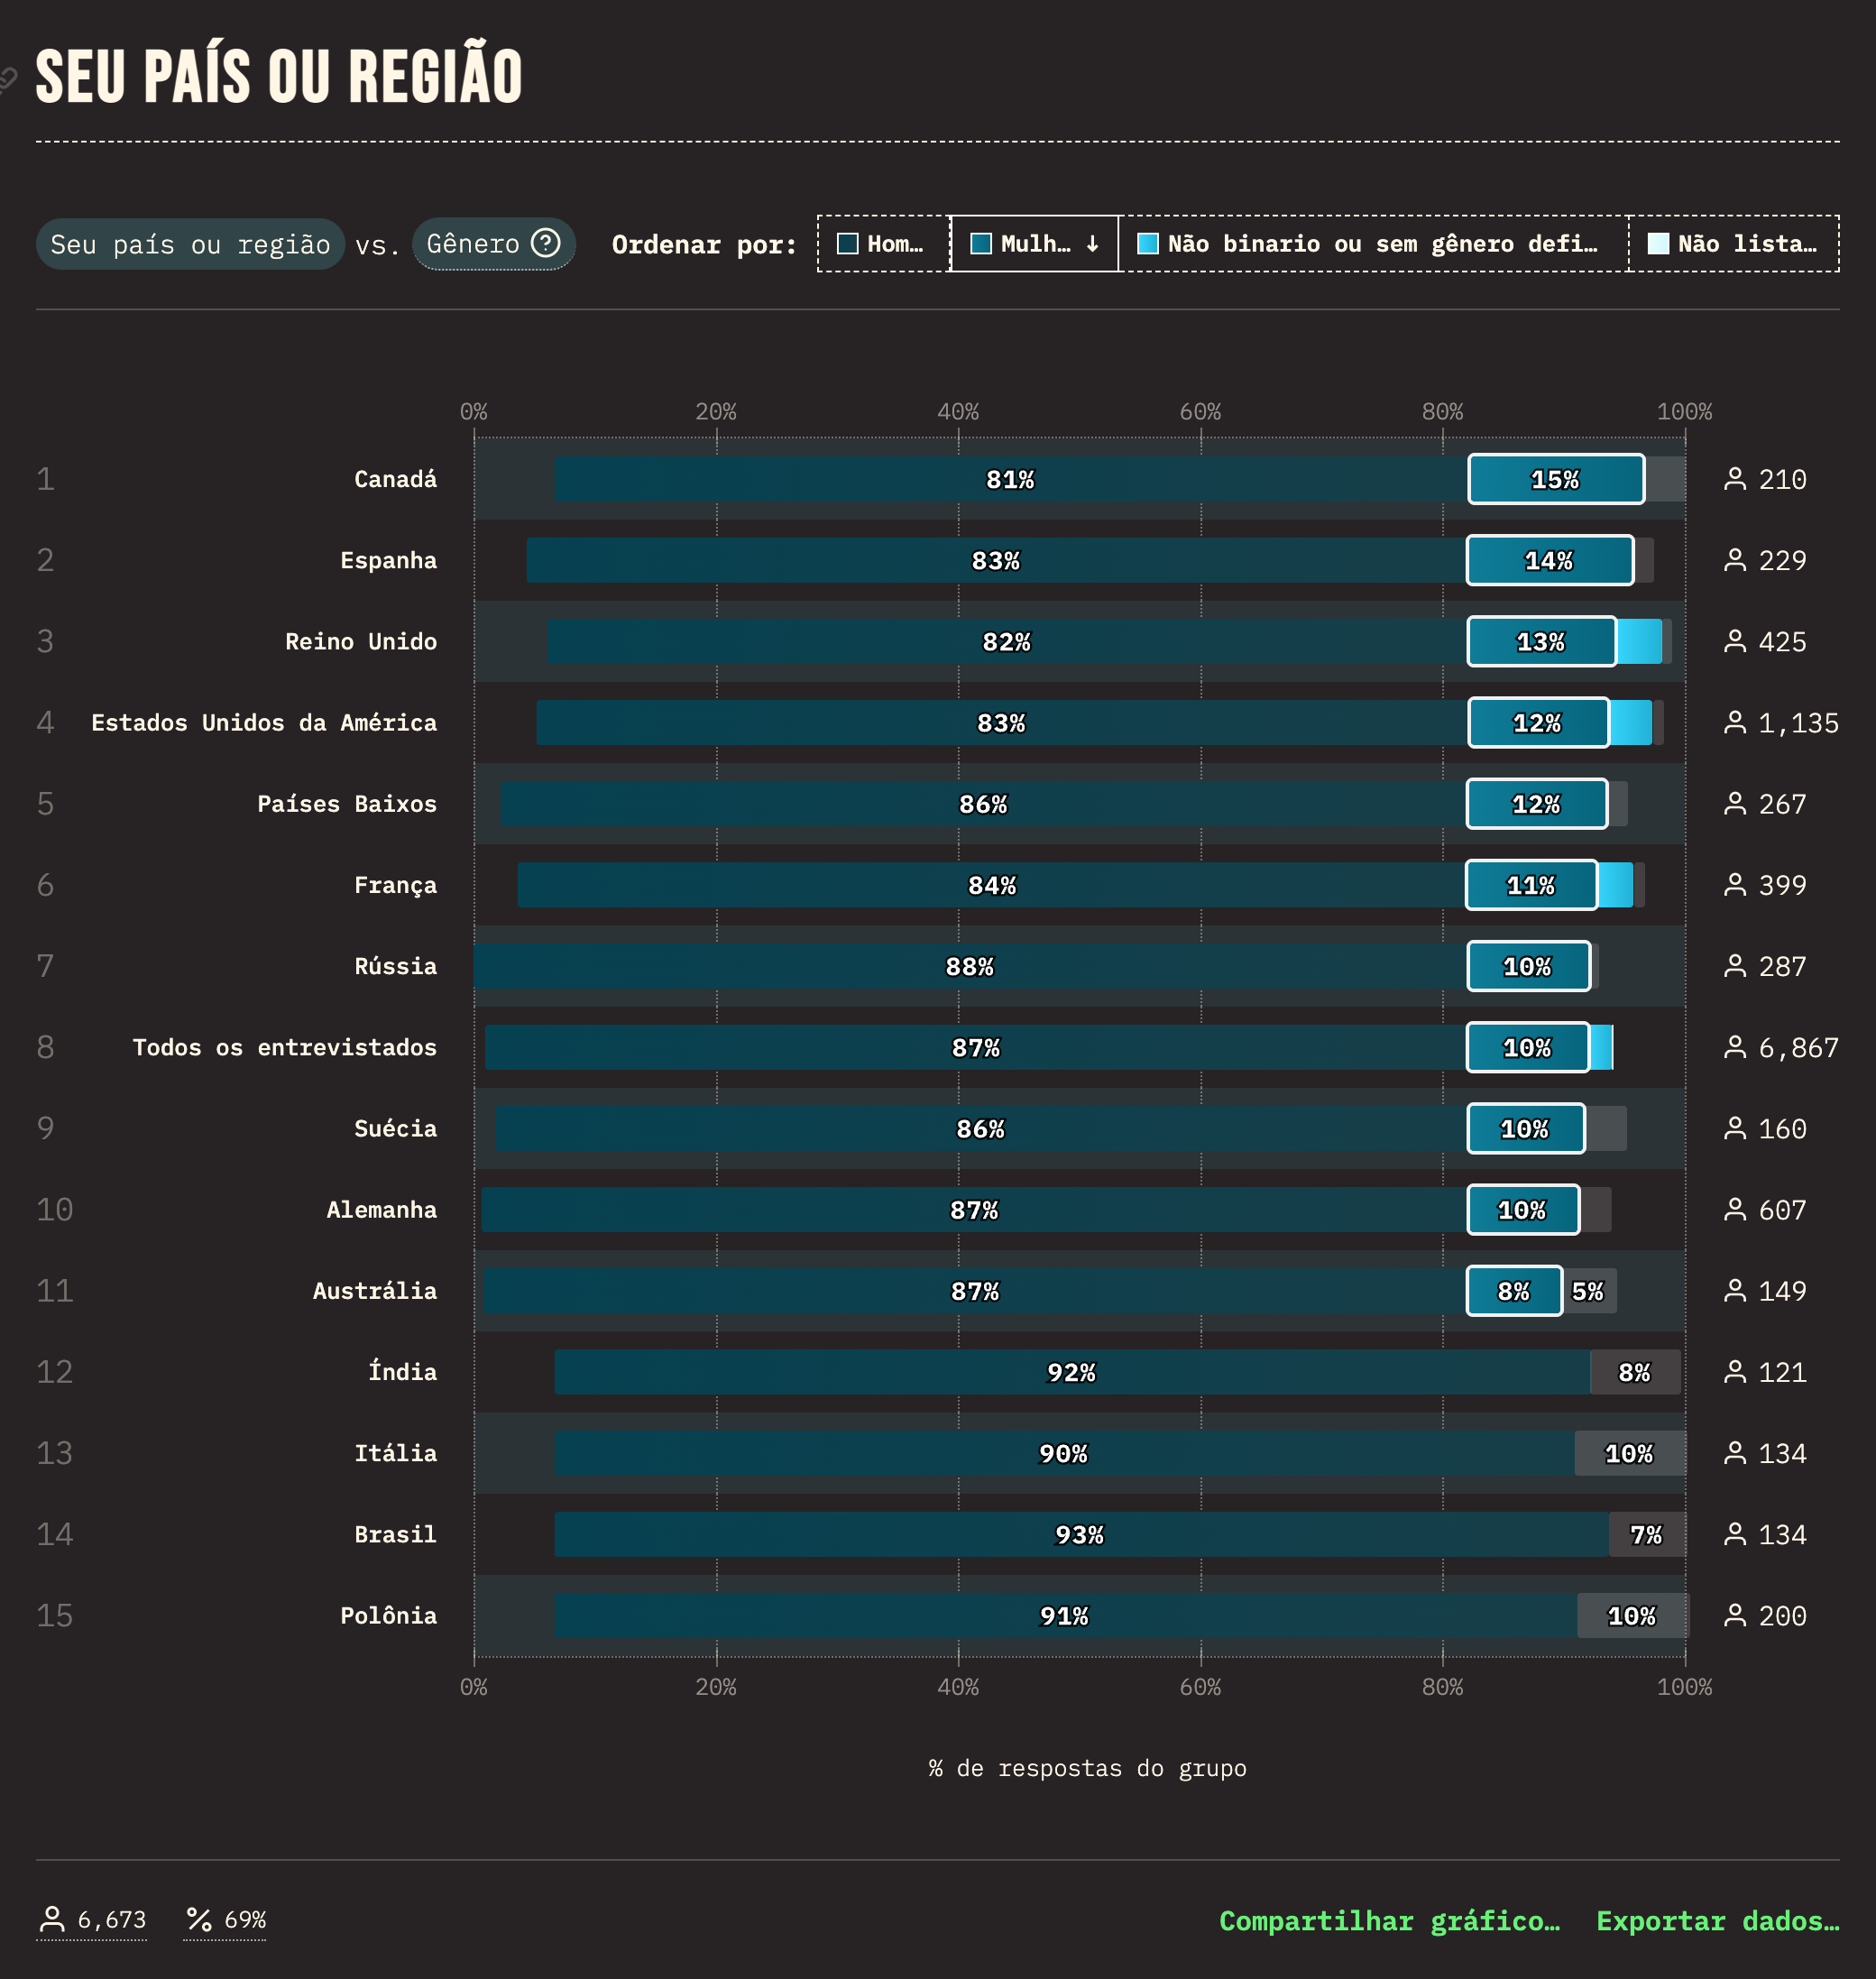 SEU PAÍS OU REGIÃO
Seu país ou região vs. Gênero ? Ordenar por: Hom… Mulh… ↓ Não binario ou sem gênero defi… Não lista…
0% 20% 40% 60% 80% 100%
1 Canadá 81% 15% 210
2 Espanha 83% 14% 229
3 Reino Unido 82% 13% 425
4 Estados Unidos da América 83% 12% 1,135
5 Países Baixos 86% 12% 267
6 França 84% 11% 399
7 Rússia 88% 10% 287
8 Todos os entrevistados 87% 10% 6,867
9 Suécia 86% 10% 160
10 Alemanha 87% 10% 607
11 Austrália 87% 8% 5% 149
12 Índia 92% 8% 121
13 Itália 90% 10% 134
14 Brasil 93% 7% 134
15 Polônia 91% 10% 200
0% 20% 40% 60% 80% 100%
% de respostas do grupo
6,673 % 69% Compartilhar gráfico… Exportar dados…